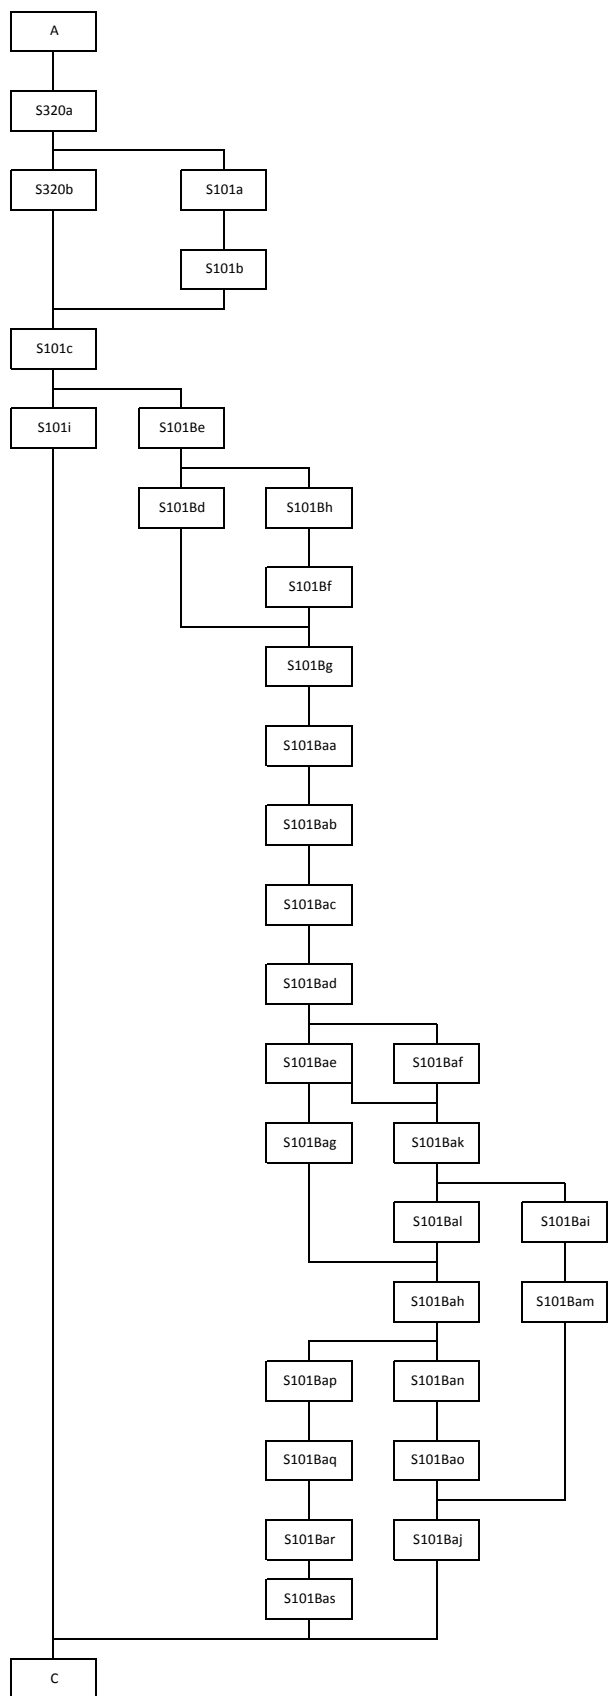 A
S320a
S320b S101a
S101b
S101c
S101i S101Be
S101Bd S101Bh
S101Bf
S101Bg
S101Baa
S101Bab
S101Bac
S101Bad
S101Bae S101Baf
S101Bag S101Bak
S101Bal S101Bai
S101Bah S101Bam
S101Bap S101Ban
S101Baq S101Bao
S101Bar S101Baj
S101Bas
C